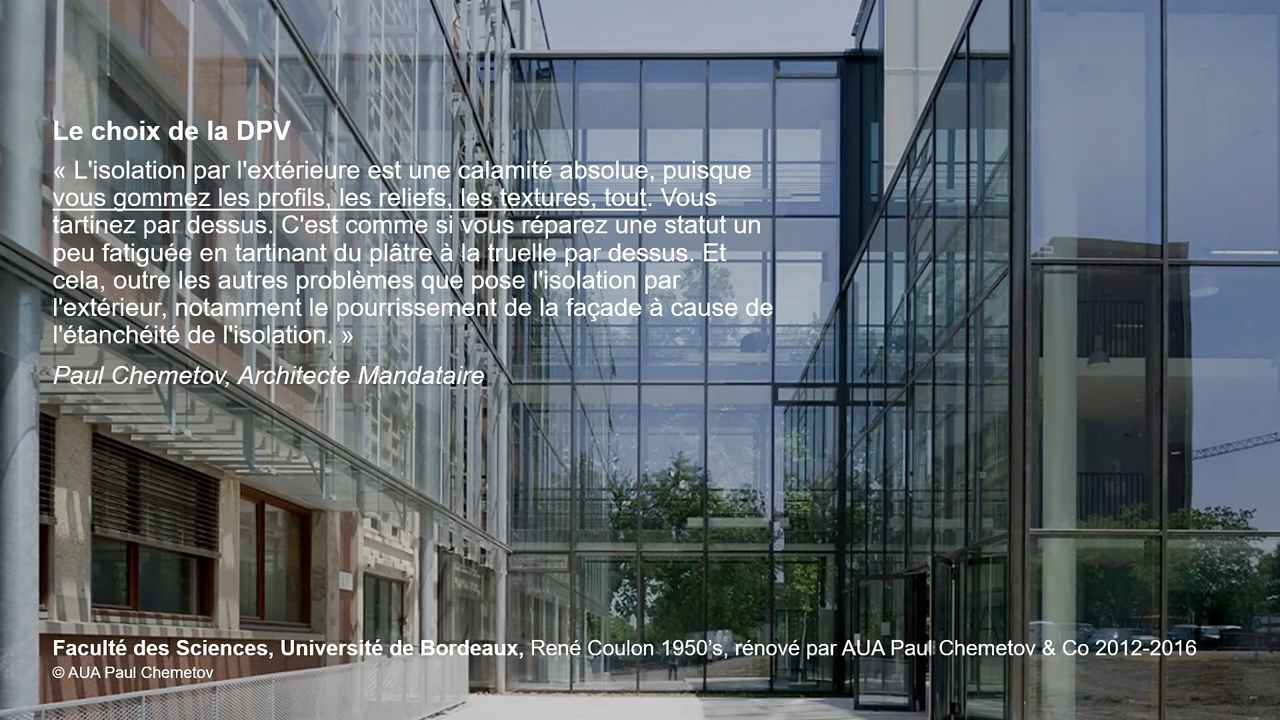 Le choix de la DPV
« L'isolation par l'extérieure est une calamité absolue, puisque
vous gommez les profils, les reliefs, les textures, tout. Vous
tartinez par dessus. C'est comme si vous réparez une statut un
peu fatiguée en tartinant du plâtre à la truelle par dessus. Et
cela, outre les autres problèmes que pose l'isolation par
l'extérieur, notamment le pourrissement de la façade à cause de
l'étanchéité de l'isolation. »
Paul Chemetov, Architecte Mandataire
Faculté des Sciences, Université de Bordeaux, René Coulon 1950's, rénové par AUA Paul Chemetov & Co 2012-2016
© AUA Paul Chemetov